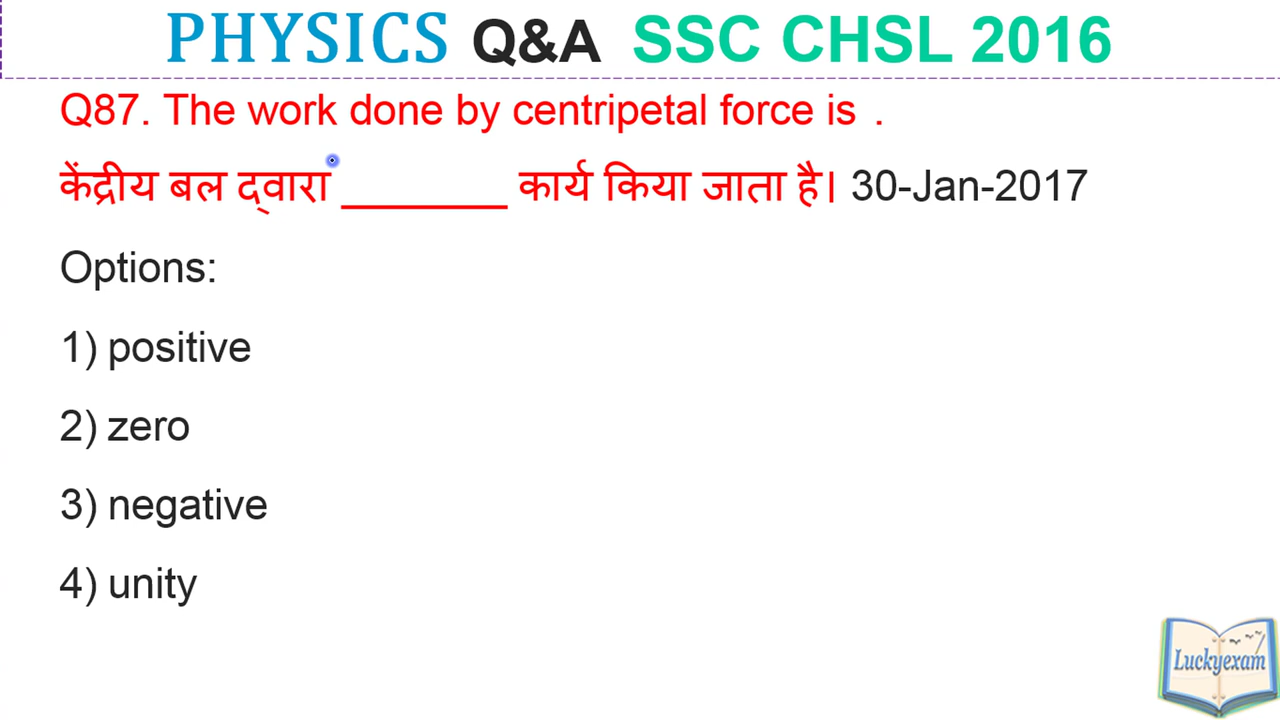 PHYSICS Q&A SSC CHSL 2016
Q87. The work done by centripetal force is .
केंद्रीय बल द्वारा _______ कार्य किया जाता है। 30-Jan-2017
Options:
1) positive
2) zero
3) negative
4) unity
Luckyexam